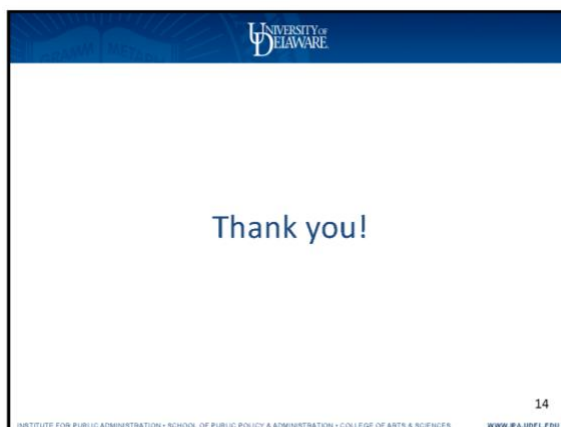 UNIVERSITY OF
DELAWARE
Thank you!
14
INSTITUTE FOR PUBLIC ADMINISTRATION • SCHOOL OF PUBLIC POLICY & ADMINISTRATION • COLLEGE OF ARTS & SCIENCES WWW.IPA.UDEL.EDU